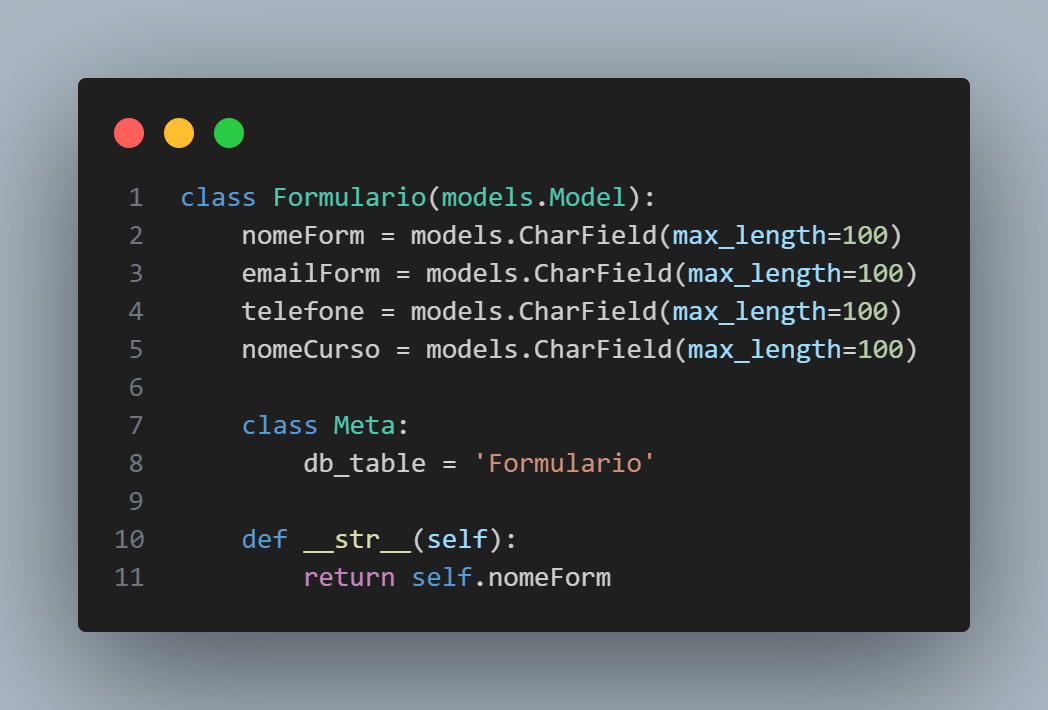 1 class Formulario(models.Model):
2     nomeForm = models.CharField(max_length=100)
3     emailForm = models.CharField(max_length=100)
4     telefone = models.CharField(max_length=100)
5     nomeCurso = models.CharField(max_length=100)
6
7     class Meta:
8         db_table = 'Formulario'
9
10     def __str__(self):
11         return self.nomeForm